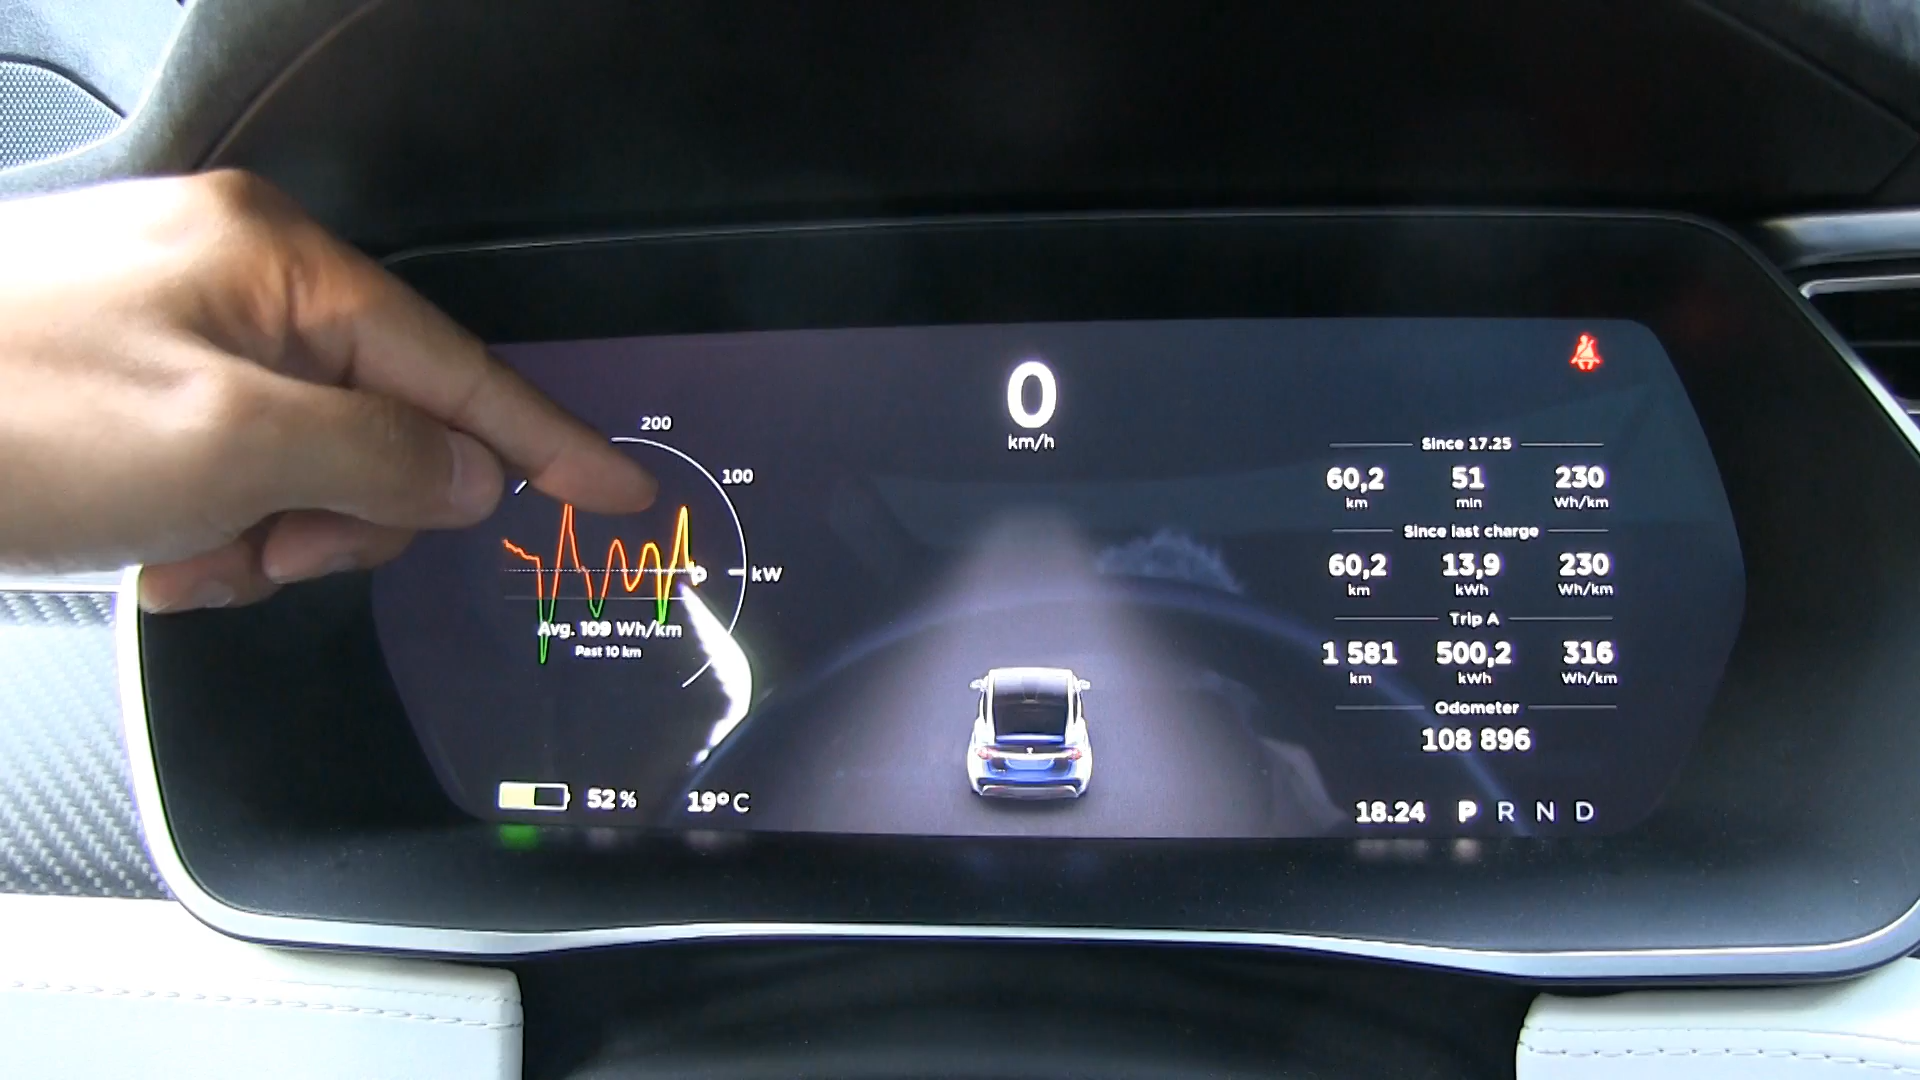 0
km/h
200
100
kW
Avg. 109 Wh/km
Past 10 km
52 %
19° C
Since 17.25
60,2 51 230
km min Wh/km
Since last charge
60,2 13,9 230
km kWh Wh/km
Trip A
1 581 500,2 316
km kWh Wh/km
Odometer
108 896
18.24 P R N D